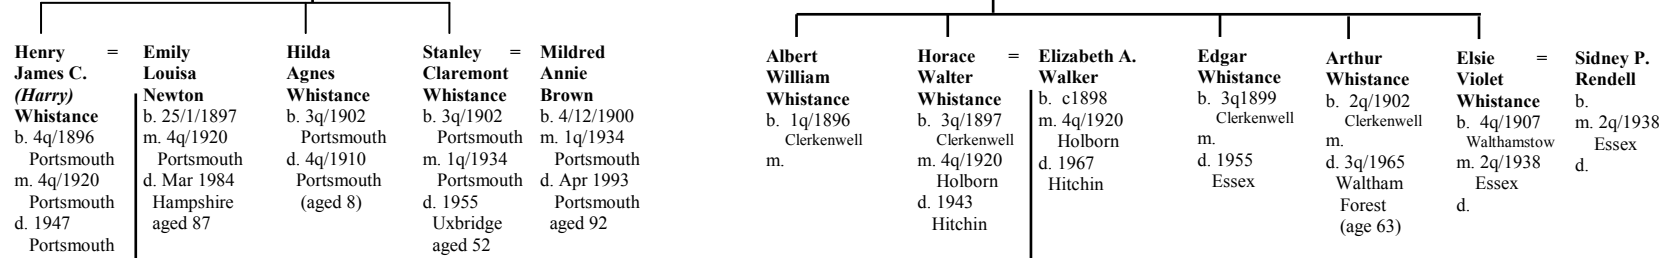 Henry =
James C.
(Harry)
Whistance
b. 4q/1896
Portsmouth
m. 4q/1920
Portsmouth
d. 1947
Portsmouth
Emily
Louisa
Newton
b. 25/1/1897
m. 4q/1920
Portsmouth
d. Mar 1984
Hampshire
aged 87
Hilda
Agnes
Whistance
b. 3q/1902
Portsmouth
d. 4q/1910
Portsmouth
(aged 8)
Stanley =
Claremont
Whistance
b. 3q/1902
Portsmouth
m. 1q/1934
Portsmouth
d. 1955
Uxbridge
aged 52
Mildred
Annie
Brown
b. 4/12/1900
m. 1q/1934
Portsmouth
d. Apr 1993
Portsmouth
aged 92
Albert
William
Whistance
b. 1q/1896
Clerkenwell
m.
Horace =
Walter
Whistance
b. 3q/1897
Clerkenwell
m. 4q/1920
Holborn
d. 1943
Hitchin
Elizabeth A.
Walker
b. c1898
m. 4q/1920
Holborn
d. 1967
Hitchin
Edgar
Whistance
b. 3q1899
Clerkenwell
m.
d. 1955
Essex
Arthur
Whistance
b. 2q/1902
Clerkenwell
m.
d. 3q/1965
Waltham
Forest
(age 63)
Elsie =
Violet
Whistance
b. 4q/1907
Walthamstow
m. 2q/1938
Essex
d.
Sidney P.
Rendell
b.
m. 2q/1938
Essex
d.